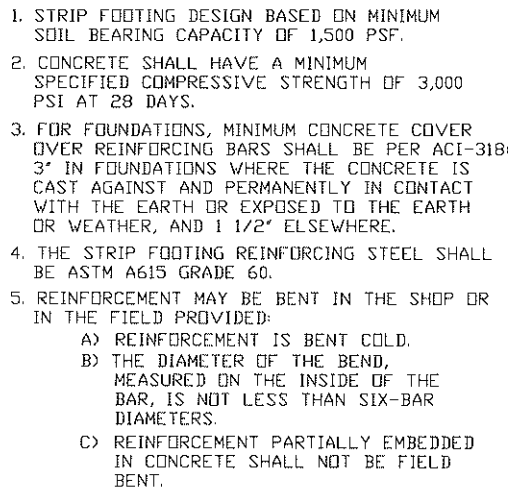 1. STRIP FOOTING DESIGN BASED ON MINIMUM
SOIL BEARING CAPACITY OF 1,500 PSF.
2. CONCRETE SHALL HAVE A MINIMUM
SPECIFIED COMPRESSIVE STRENGTH OF 3,000
PSI AT 28 DAYS.
3. FOR FOUNDATIONS, MINIMUM CONCRETE COVER
OVER REINFORCING BARS SHALL BE PER ACI-318:
3" IN FOUNDATIONS WHERE THE CONCRETE IS
CAST AGAINST AND PERMANENTLY IN CONTACT
WITH THE EARTH OR EXPOSED TO THE EARTH
OR WEATHER, AND 1 1/2" ELSEWHERE.
4. THE STRIP FOOTING REINFORCING STEEL SHALL
BE ASTM A615 GRADE 60.
5. REINFORCEMENT MAY BE BENT IN THE SHOP OR
IN THE FIELD PROVIDED:
A) REINFORCEMENT IS BENT COLD.
B) THE DIAMETER OF THE BEND,
MEASURED ON THE INSIDE OF THE
BAR, IS NOT LESS THAN SIX-BAR
DIAMETERS.
C) REINFORCEMENT PARTIALLY EMBEDDED
IN CONCRETE SHALL NOT BE FIELD
BENT.